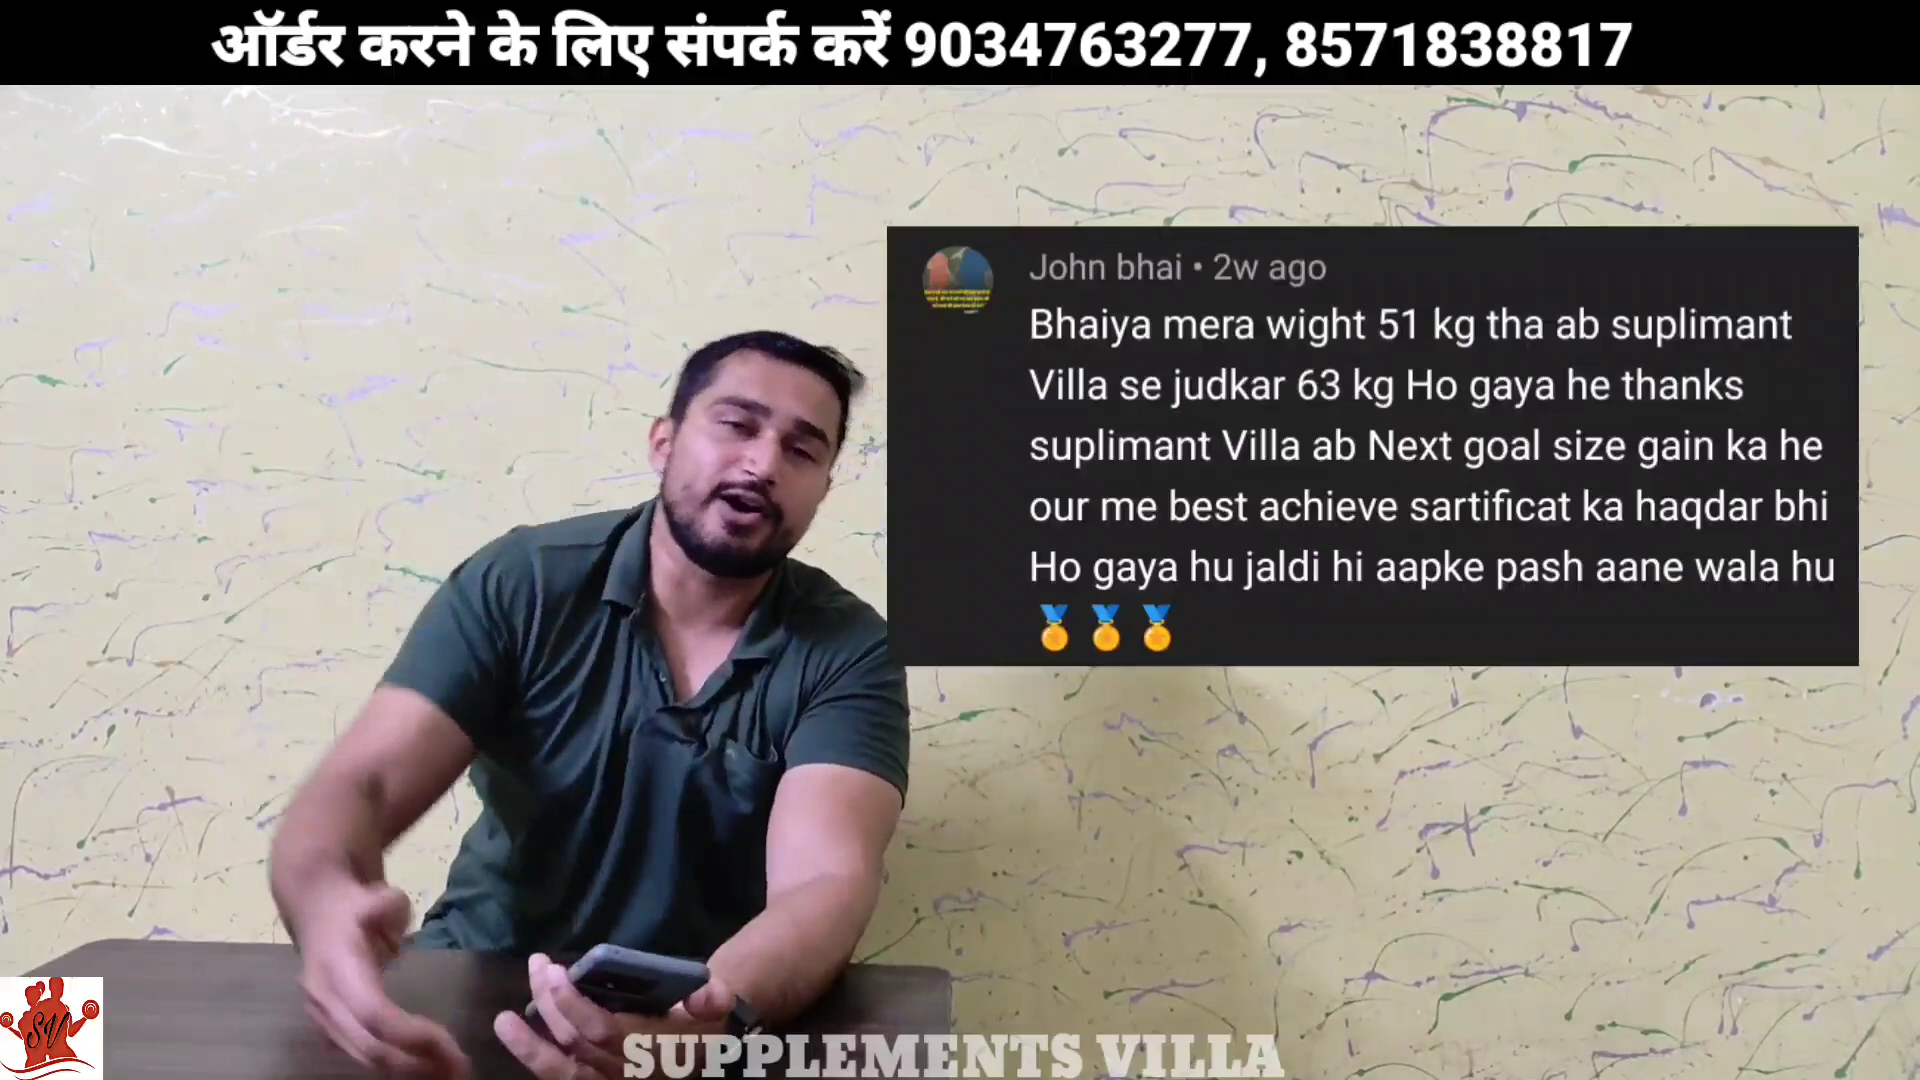 ऑर्डर करने के लिए संपर्क करें 9034763277, 8571838817
John bhai • 2w ago
Bhaiya mera wight 51 kg tha ab suplimant
Villa se judkar 63 kg Ho gaya he thanks
suplimant Villa ab Next goal size gain ka he
our me best achieve sartificat ka haqdar bhi
Ho gaya hu jaldi hi aapke pash aane wala hu
🏅🏅🏅
SV
SUPPLEMENTS VILLA